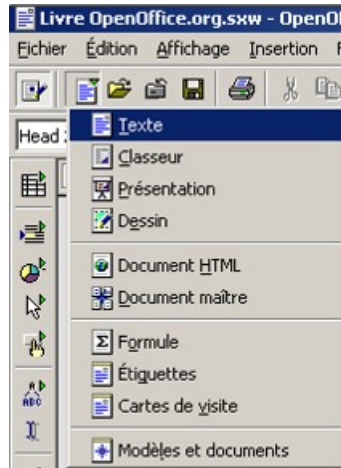 Livre OpenOffice.org.sxw - OpenO
Fichier Édition Affichage Insertion F
Head
Texte
Classeur
Présentation
Dessin
Document HTML
Document maître
Formule
Étiquettes
Cartes de visite
Modèles et documents
ABC